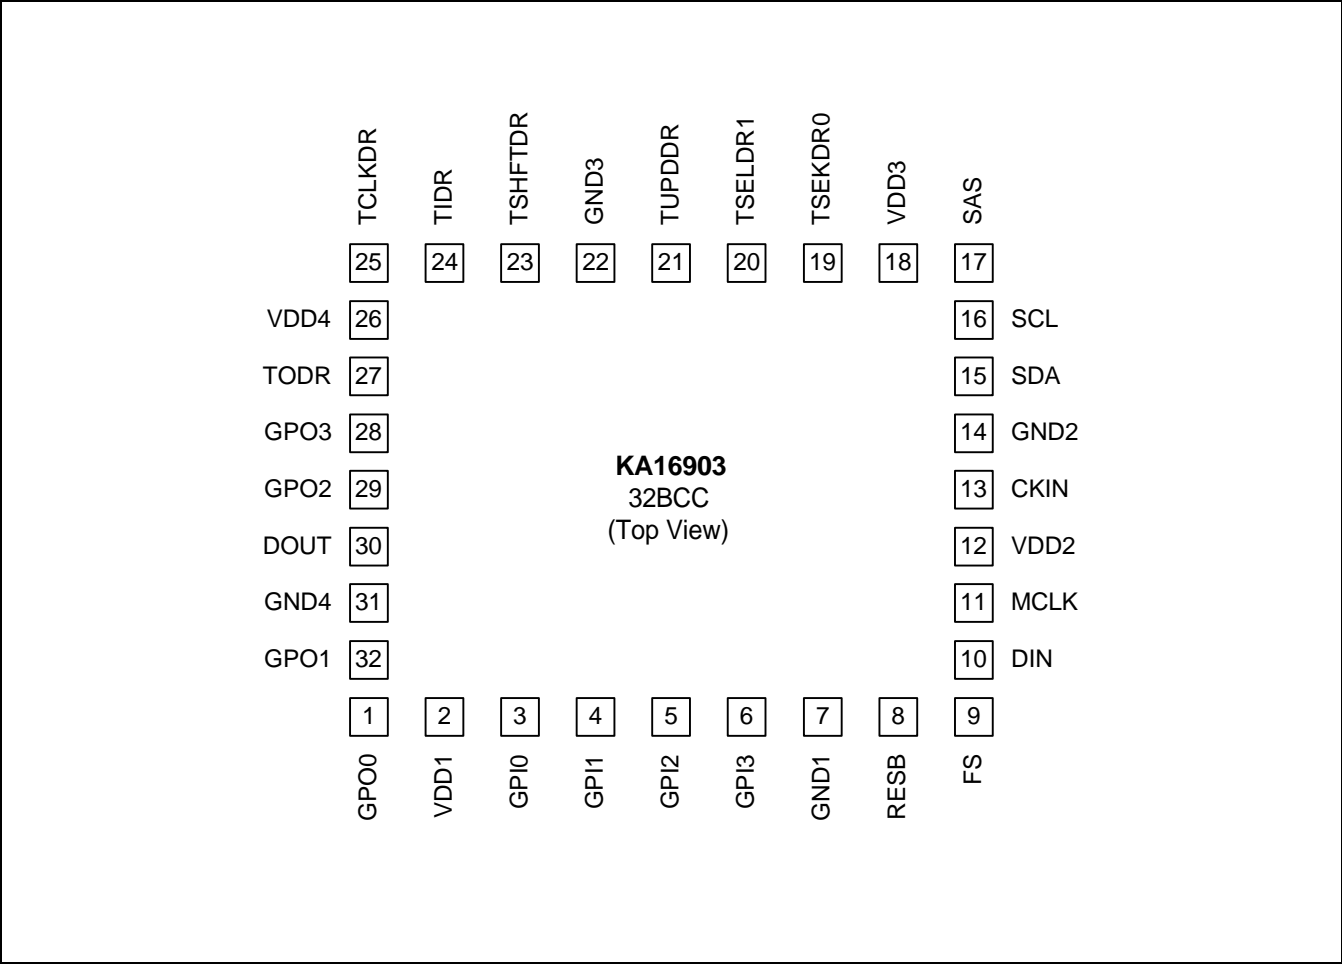 TCLKDR
TIDR
TSHFTDR
GND3
TUPDDR
TSELDR1
TSEKDR0
VDD3
SAS
25 24 23 22 21 20 19 18 17
VDD4 26 16 SCL
TODR 27 15 SDA
GPO3 28 14 GND2
GPO2 29 13 CKIN
DOUT 30 12 VDD2
GND4 31 11 MCLK
GPO1 32 10 DIN
KA16903
32BCC
(Top View)
1 2 3 4 5 6 7 8 9
GPO0
VDD1
GPI0
GPI1
GPI2
GPI3
GND1
RESB
FS